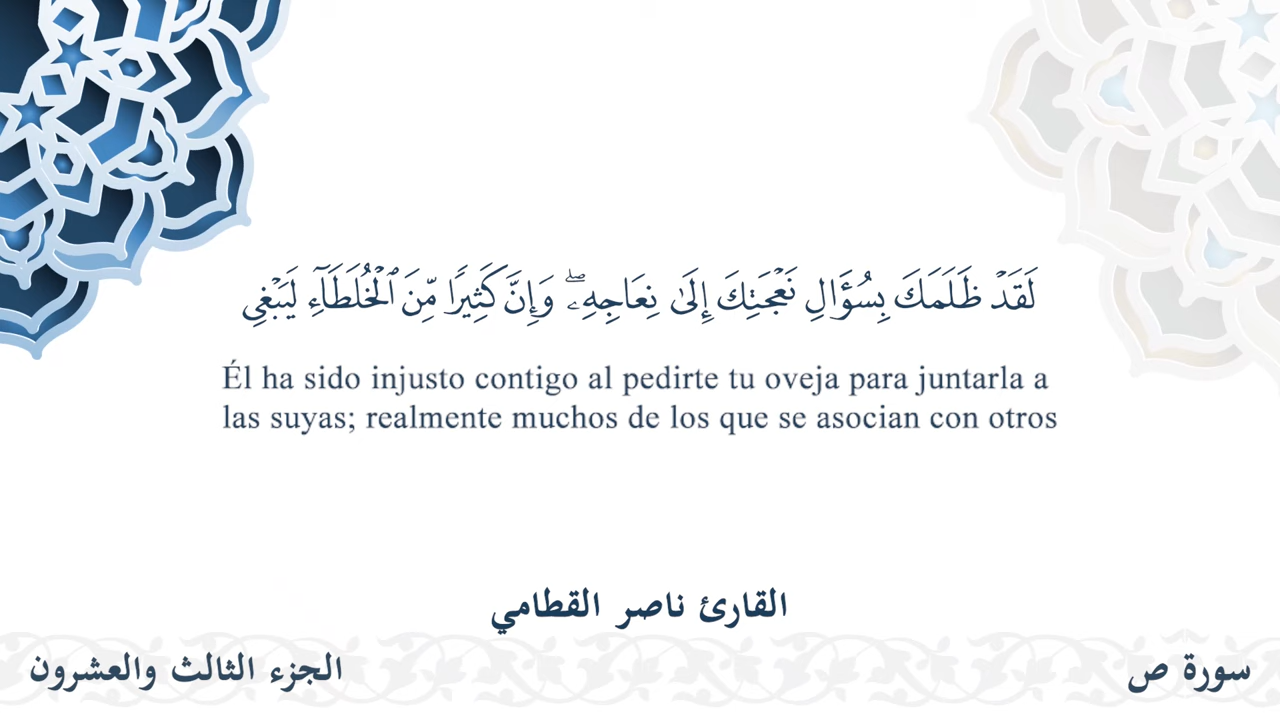 لَقَدۡ ظَلَمَكَ بِسُؤَالِ نَعۡجَتِكَ إِلَىٰ نِعَاجِهِۦۖ وَإِنَّ كَثِيرٗا مِّنَ ٱلۡخُلَطَآءِ لَيَبۡغِي
Él ha sido injusto contigo al pedirte tu oveja para juntarla a
las suyas; realmente muchos de los que se asocian con otros
القارئ ناصر القطامي
سورة ص
الجزء الثالث والعشرون